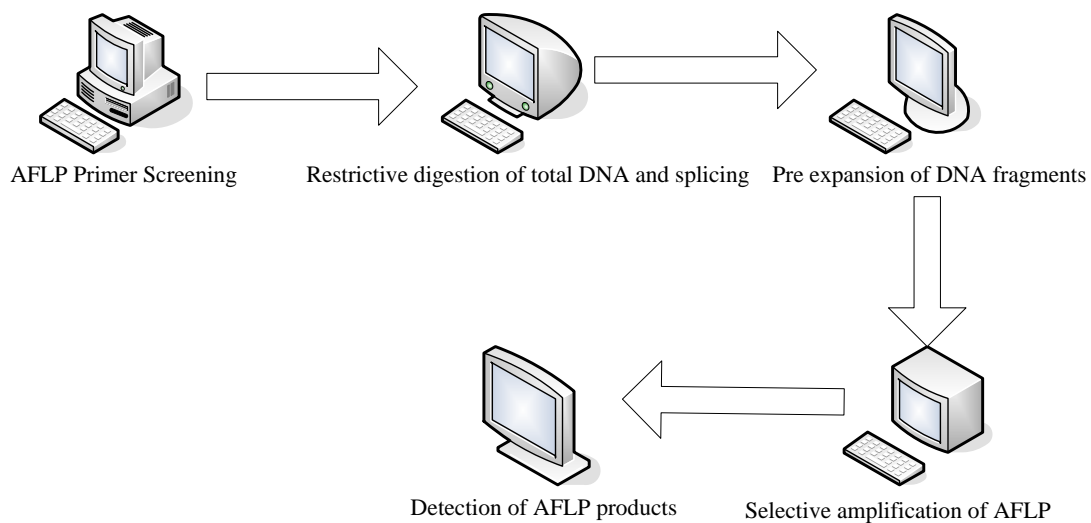 AFLP Primer Screening
Restrictive digestion of total DNA and splicing
Pre expansion of DNA fragments
Selective amplification of AFLP
Detection of AFLP products